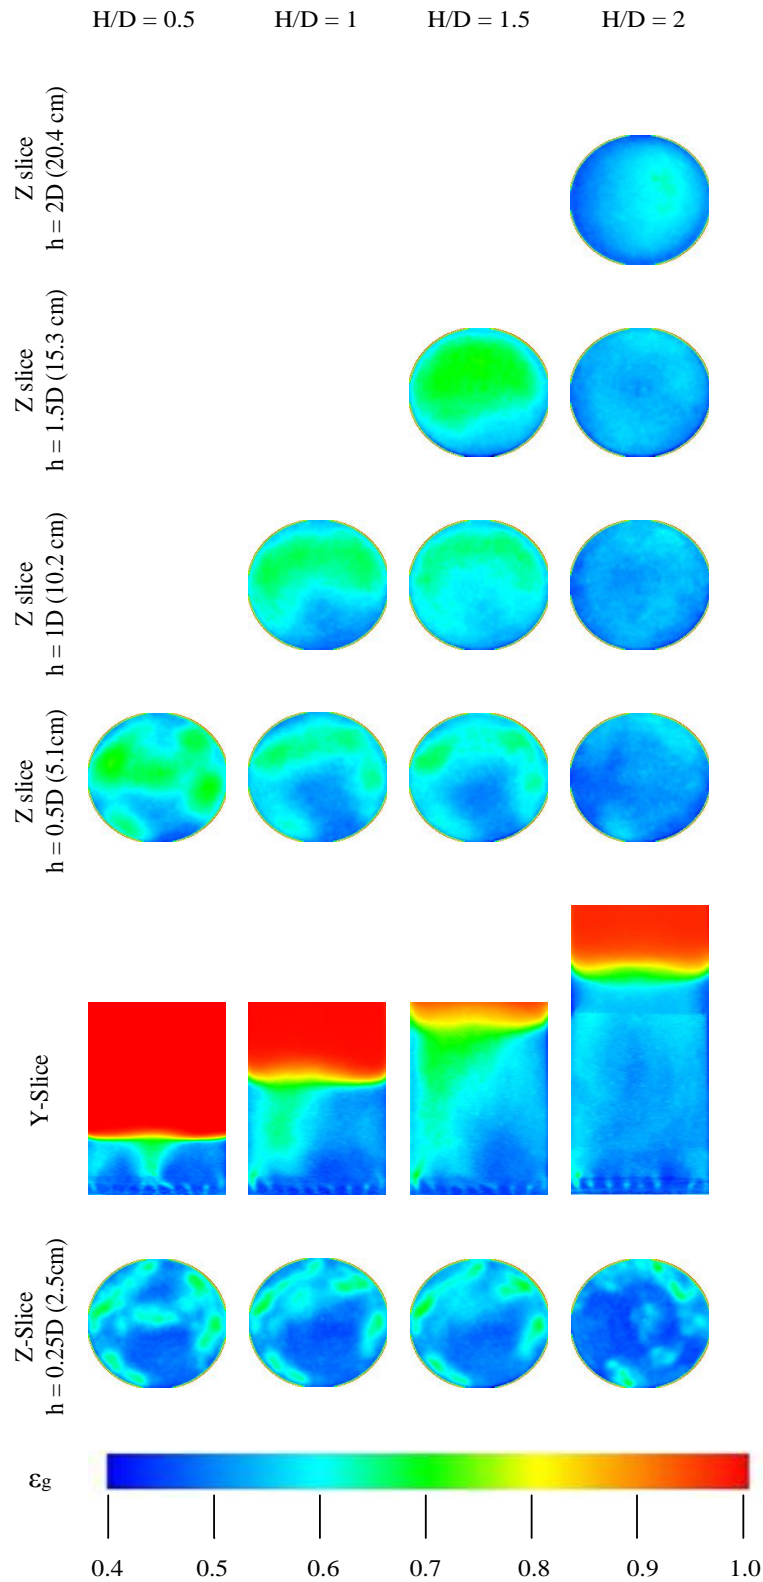 H/D = 0.5 H/D = 1 H/D = 1.5 H/D = 2
Z slice
h = 2D (20.4 cm)
Z slice
h = 1.5D (15.3 cm)
Z slice
h = 1D (10.2 cm)
Z slice
h = 0.5D (5.1cm)
Y-Slice
Z-Slice
h = 0.25D (2.5cm)
εg
0.4 0.5 0.6 0.7 0.8 0.9 1.0